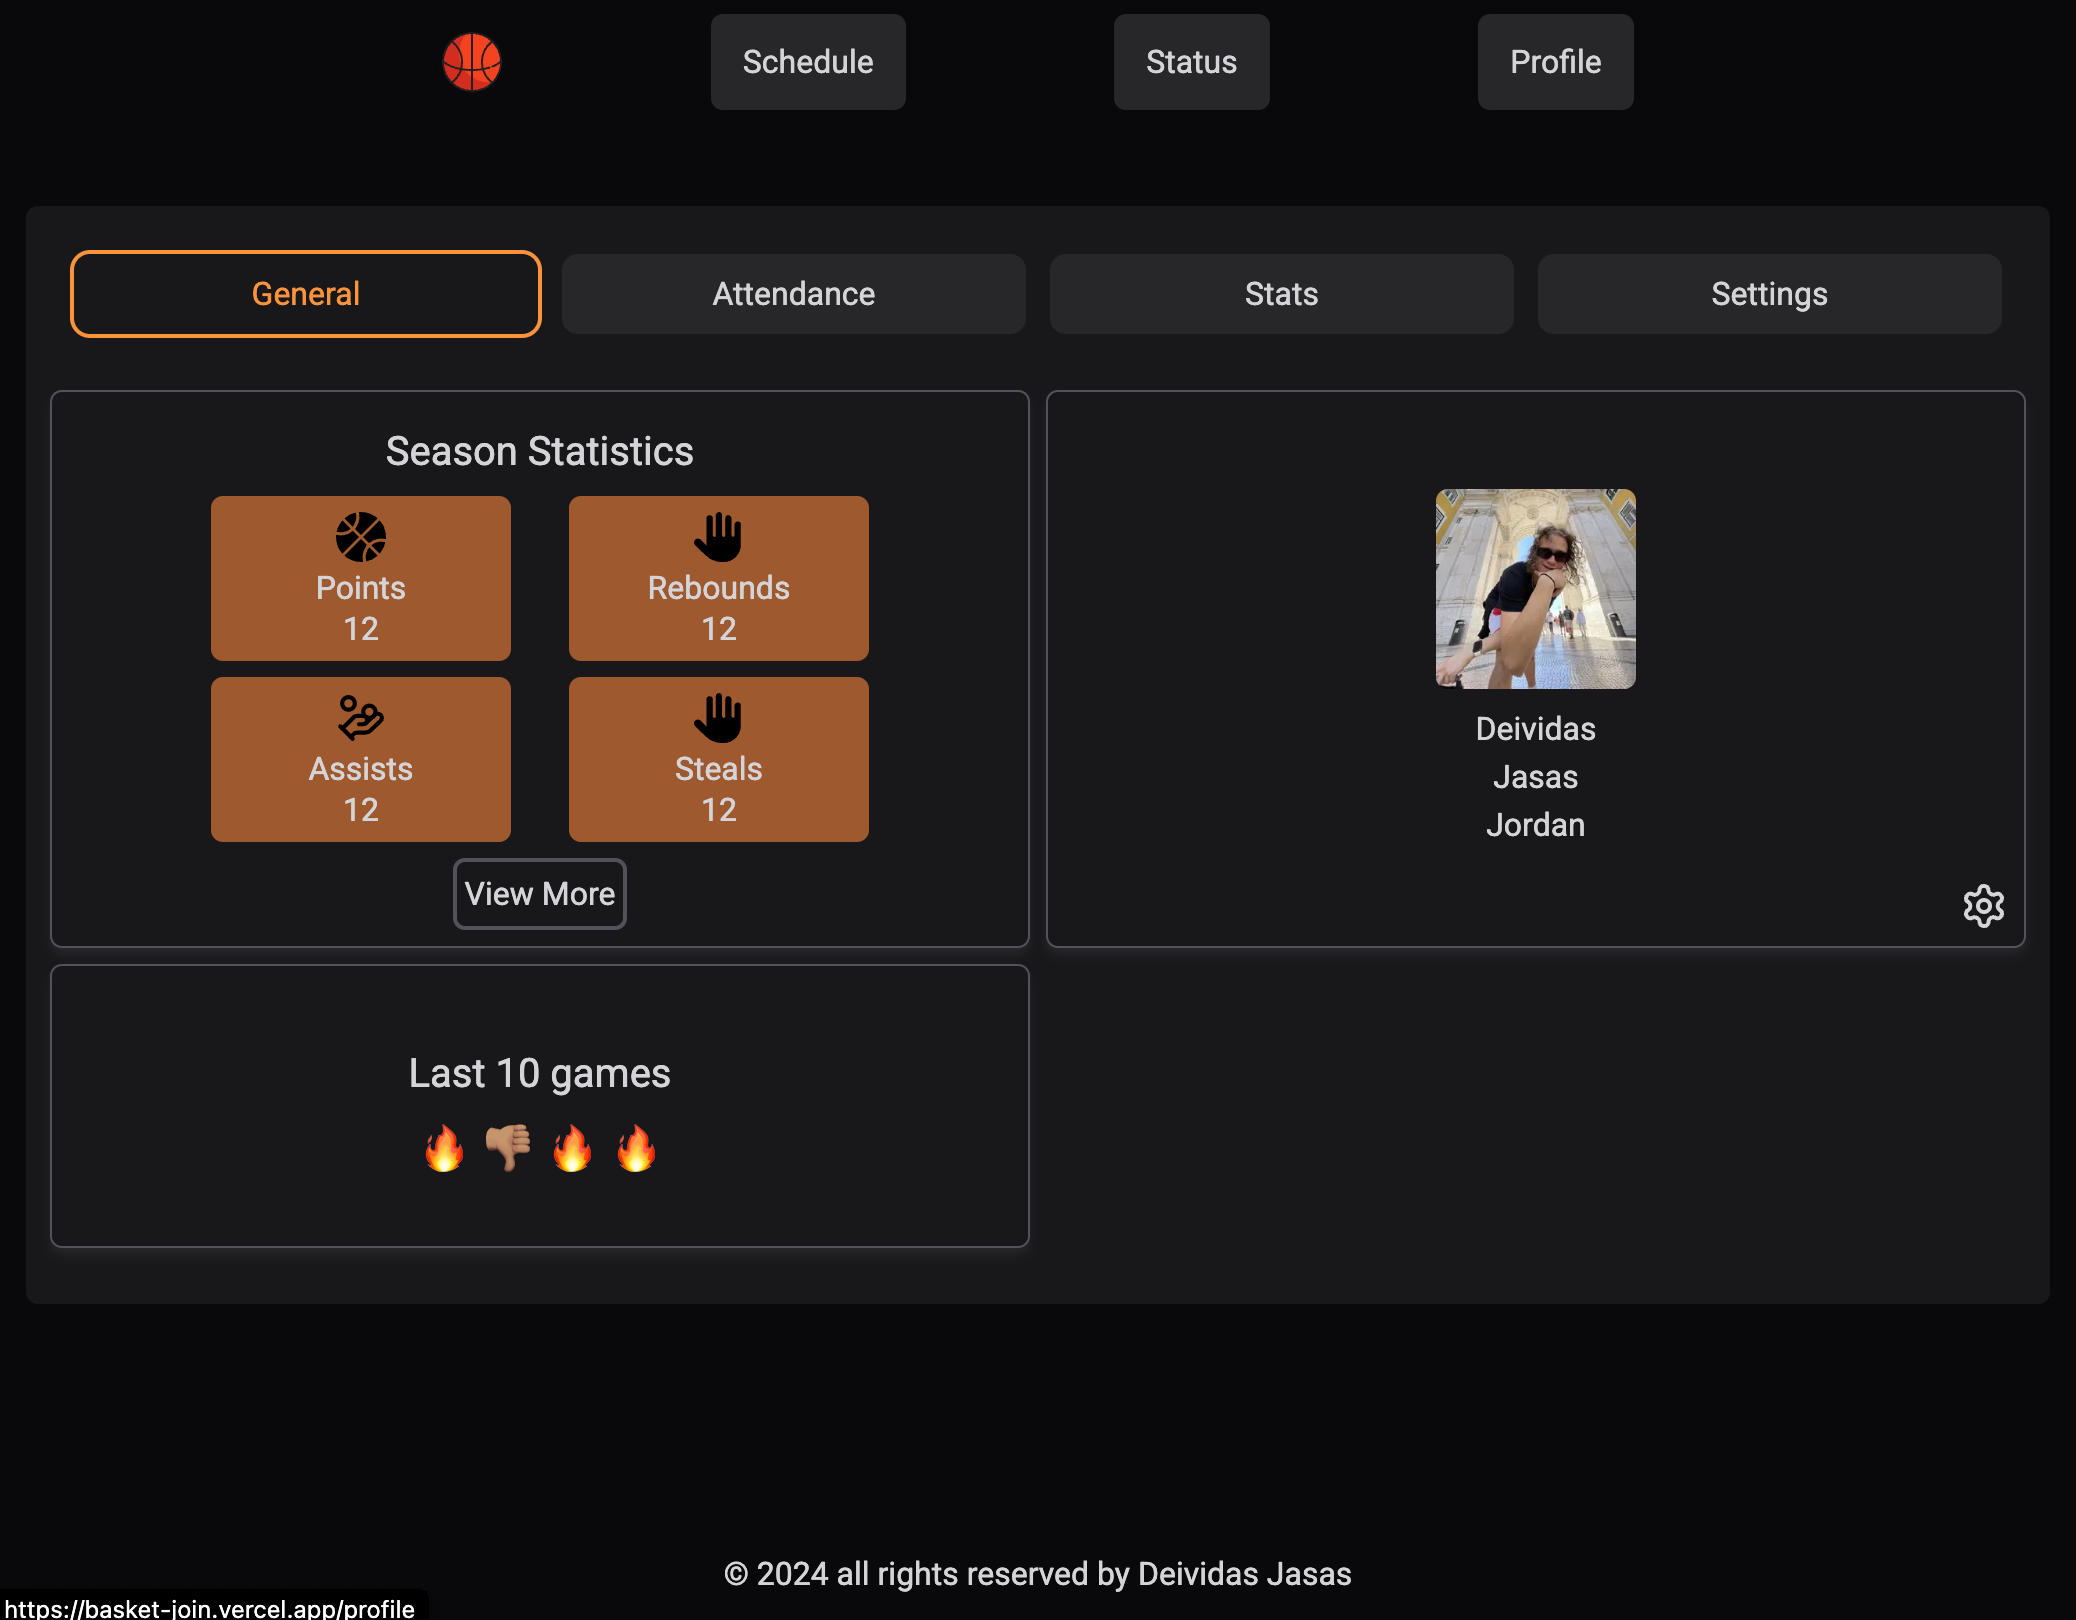 Schedule
Status
Profile
General
Attendance
Stats
Settings
Season Statistics
Points
12
Rebounds
12
Assists
12
Steals
12
View More
Deividas
Jasas
Jordan
Last 10 games
© 2024 all rights reserved by Deividas Jasas
https://basket-join.vercel.app/profile